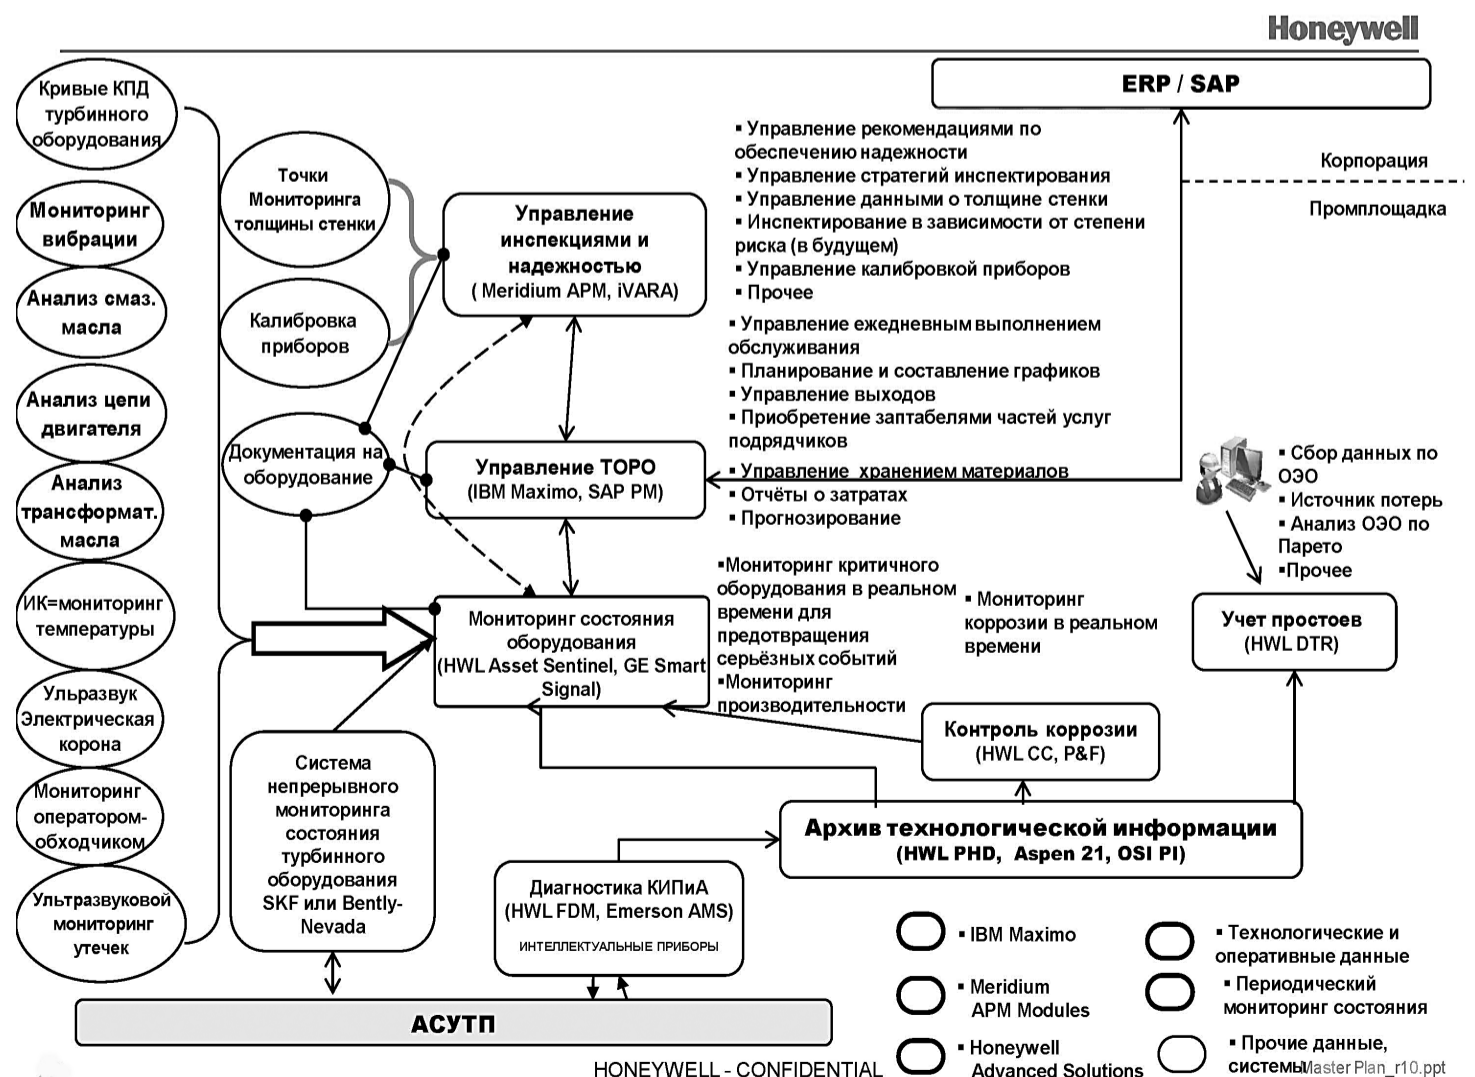 Honeywell
ERP / SAP
Корпорация
Промплощадка
Кривые КПД
турбинного
оборудования
Мониторинг
вибрации
Анализ смаз.
масла
Анализ цепи
двигателя
Анализ
трансформат.
масла
ИК=мониторинг
температуры
Ульразвук
Электрическая
корона
Мониторинг
оператором-
обходчиком
Ультразвуковой
мониторинг
утечек
Точки
Мониторинга
толщины стенки
Калибровка
приборов
Документация на
оборудование
Управление
инспекциями и
надежностью
( Meridium APM, iVARA)
▪ Управление рекомендациями по
обеспечению надежности
▪ Управление стратегий инспектирования
▪ Управление данными о толщине стенки
▪ Инспектирование в зависимости от степени
риска (в будущем)
▪ Управление калибровкой приборов
▪ Прочее
Управление ТОРО
(IBM Maximo, SAP PM)
▪ Управление ежедневным выполнением
обслуживания
▪ Планирование и составление графиков
▪ Управление выходов
▪ Приобретение заптабелями частей услуг
подрядчиков
▪ Управление хранением материалов
▪ Отчёты о затратах
▪ Прогнозирование
▪ Сбор данных по
ОЭО
▪ Источник потерь
▪ Анализ ОЭО по
Парето
▪Прочее
Мониторинг состояния
оборудования
(HWL Asset Sentinel, GE Smart
Signal)
▪Мониторинг критичного
оборудования в реальном
времени для
предотвращения
серьёзных событий
▪Мониторинг
производительности
▪ Мониторинг
коррозии в реальном
времени
Учет простоев
(HWL DTR)
Контроль коррозии
(HWL CC, P&F)
Система
непрерывного
мониторинга
состояния
турбинного
оборудования
SKF или Bently-
Nevada
Архив технологической информации
(HWL PHD, Aspen 21, OSI PI)
Диагностика КИПиА
(HWL FDM, Emerson AMS)
ИНТЕЛЛЕКТУАЛЬНЫЕ ПРИБОРЫ
АСУТП
▪ IBM Maximo
▪ Meridium
APM Modules
▪ Honeywell
Advanced Solutions
▪ Технологические и
оперативные данные
▪ Периодический
мониторинг состояния
▪ Прочие данные,
системы
HONEYWELL - CONFIDENTIAL
Master Plan_r10.ppt